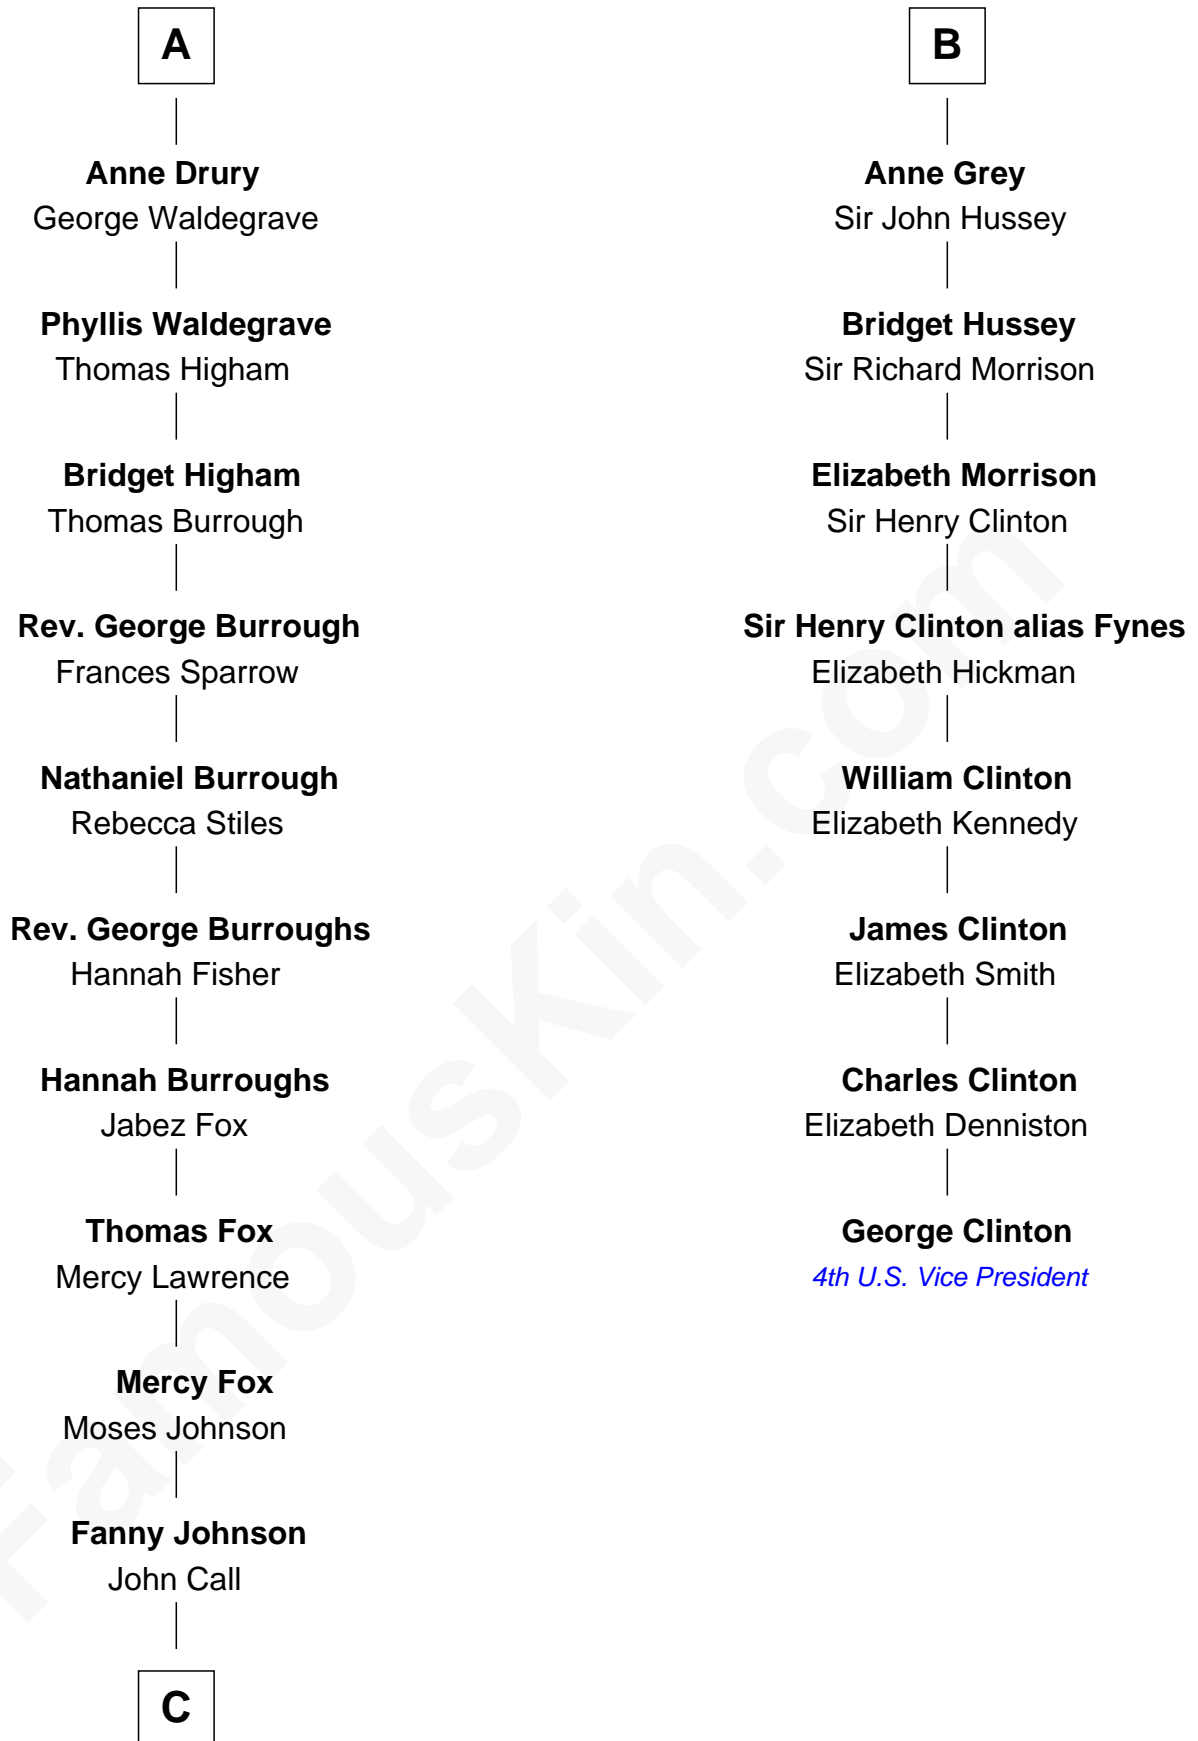 A
Anne Drury
George Waldegrave
Phyllis Waldegrave
Thomas Higham
Bridget Higham
Thomas Burrough
Rev. George Burrough
Frances Sparrow
Nathaniel Burrough
Rebecca Stiles
Rev. George Burroughs
Hannah Fisher
Hannah Burroughs
Jabez Fox
Thomas Fox
Mercy Lawrence
Mercy Fox
Moses Johnson
Fanny Johnson
John Call
C
B
Anne Grey
Sir John Hussey
Bridget Hussey
Sir Richard Morrison
Elizabeth Morrison
Sir Henry Clinton
Sir Henry Clinton alias Fynes
Elizabeth Hickman
William Clinton
Elizabeth Kennedy
James Clinton
Elizabeth Smith
Charles Clinton
Elizabeth Denniston
George Clinton
4th U.S. Vice President
FamousKin.com